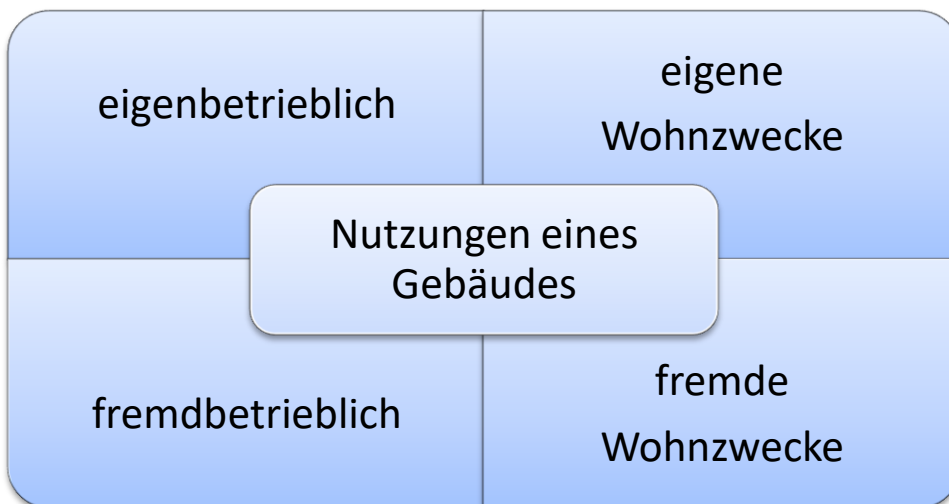 eigenbetrieblich
eigene
Wohnzwecke
Nutzungen eines
Gebäudes
fremdbetrieblich
fremde
Wohnzwecke